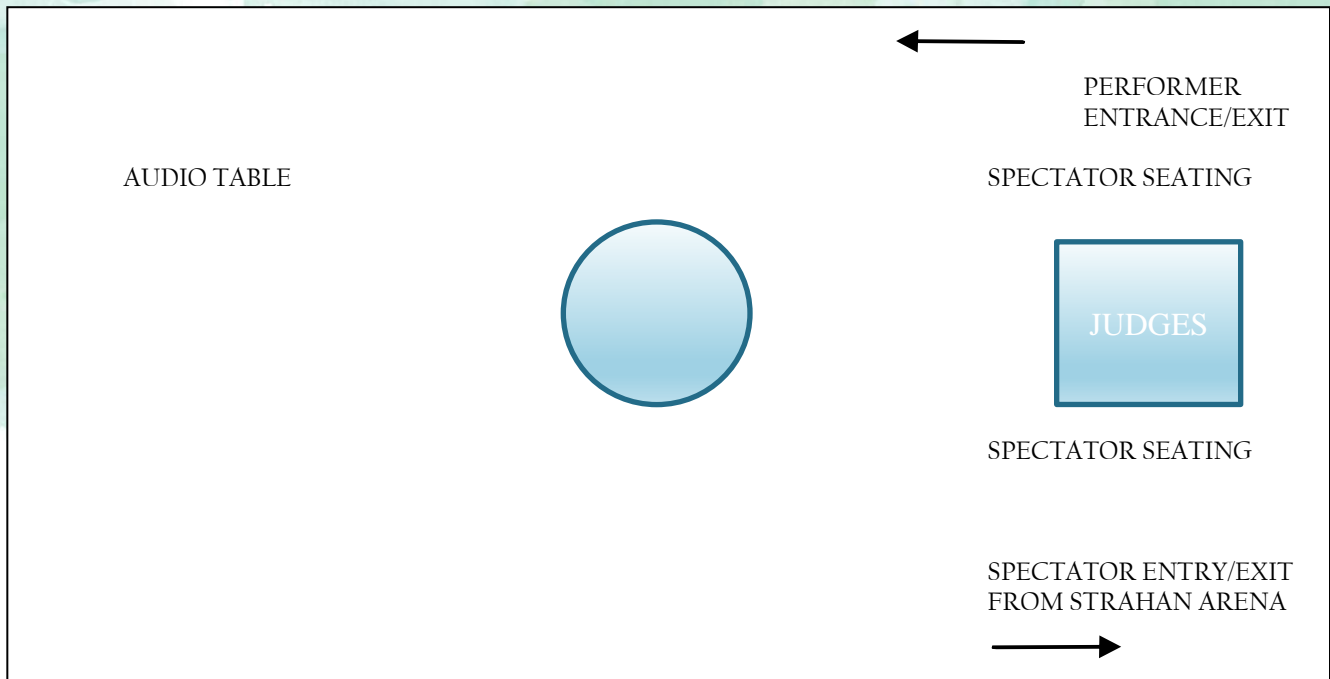 PERFORMER
ENTRANCE/EXIT
AUDIO TABLE
SPECTATOR SEATING
JUDGES
SPECTATOR SEATING
SPECTATOR ENTRY/EXIT
FROM STRAHAN ARENA